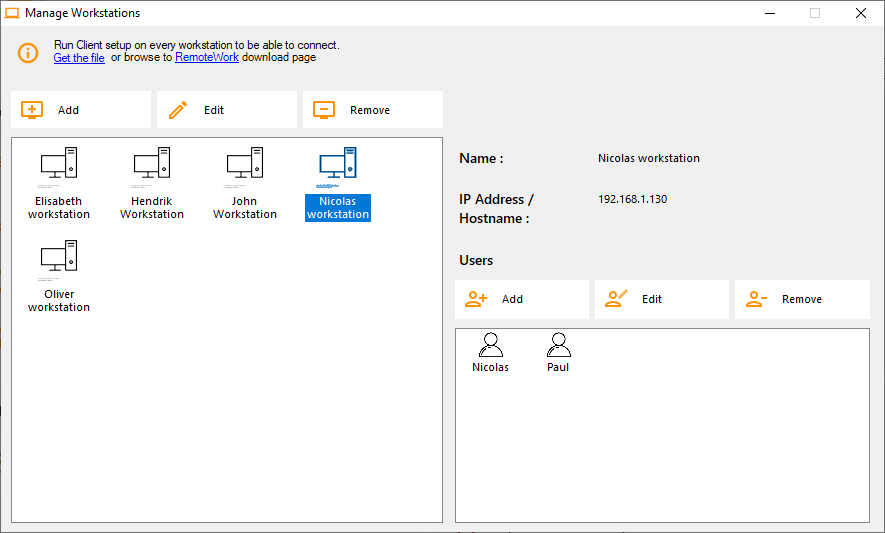 Manage Workstations
Run Client setup on every workstation to be able to connect.
Get the file or browse to RemoteWork download page
Add
Edit
Remove
Elisabeth
workstation
Hendrik
Workstation
John
Workstation
Nicolas
workstation
Oliver
workstation
Name :
Nicolas workstation
IP Address /
Hostname :
192.168.1.130
Users
Add
Edit
Remove
Nicolas
Paul